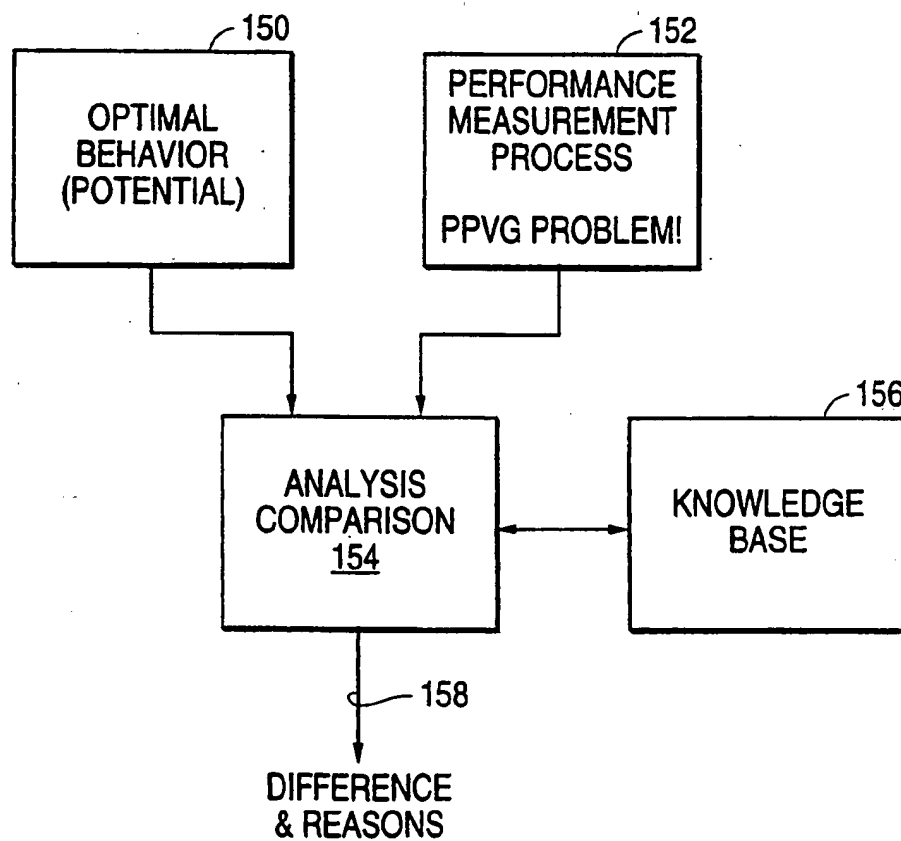 150
OPTIMAL
BEHAVIOR
(POTENTIAL)
152
PERFORMANCE
MEASUREMENT
PROCESS
PPVG PROBLEM!
ANALYSIS
COMPARISON
154
156
KNOWLEDGE
BASE
158
DIFFERENCE
& REASONS